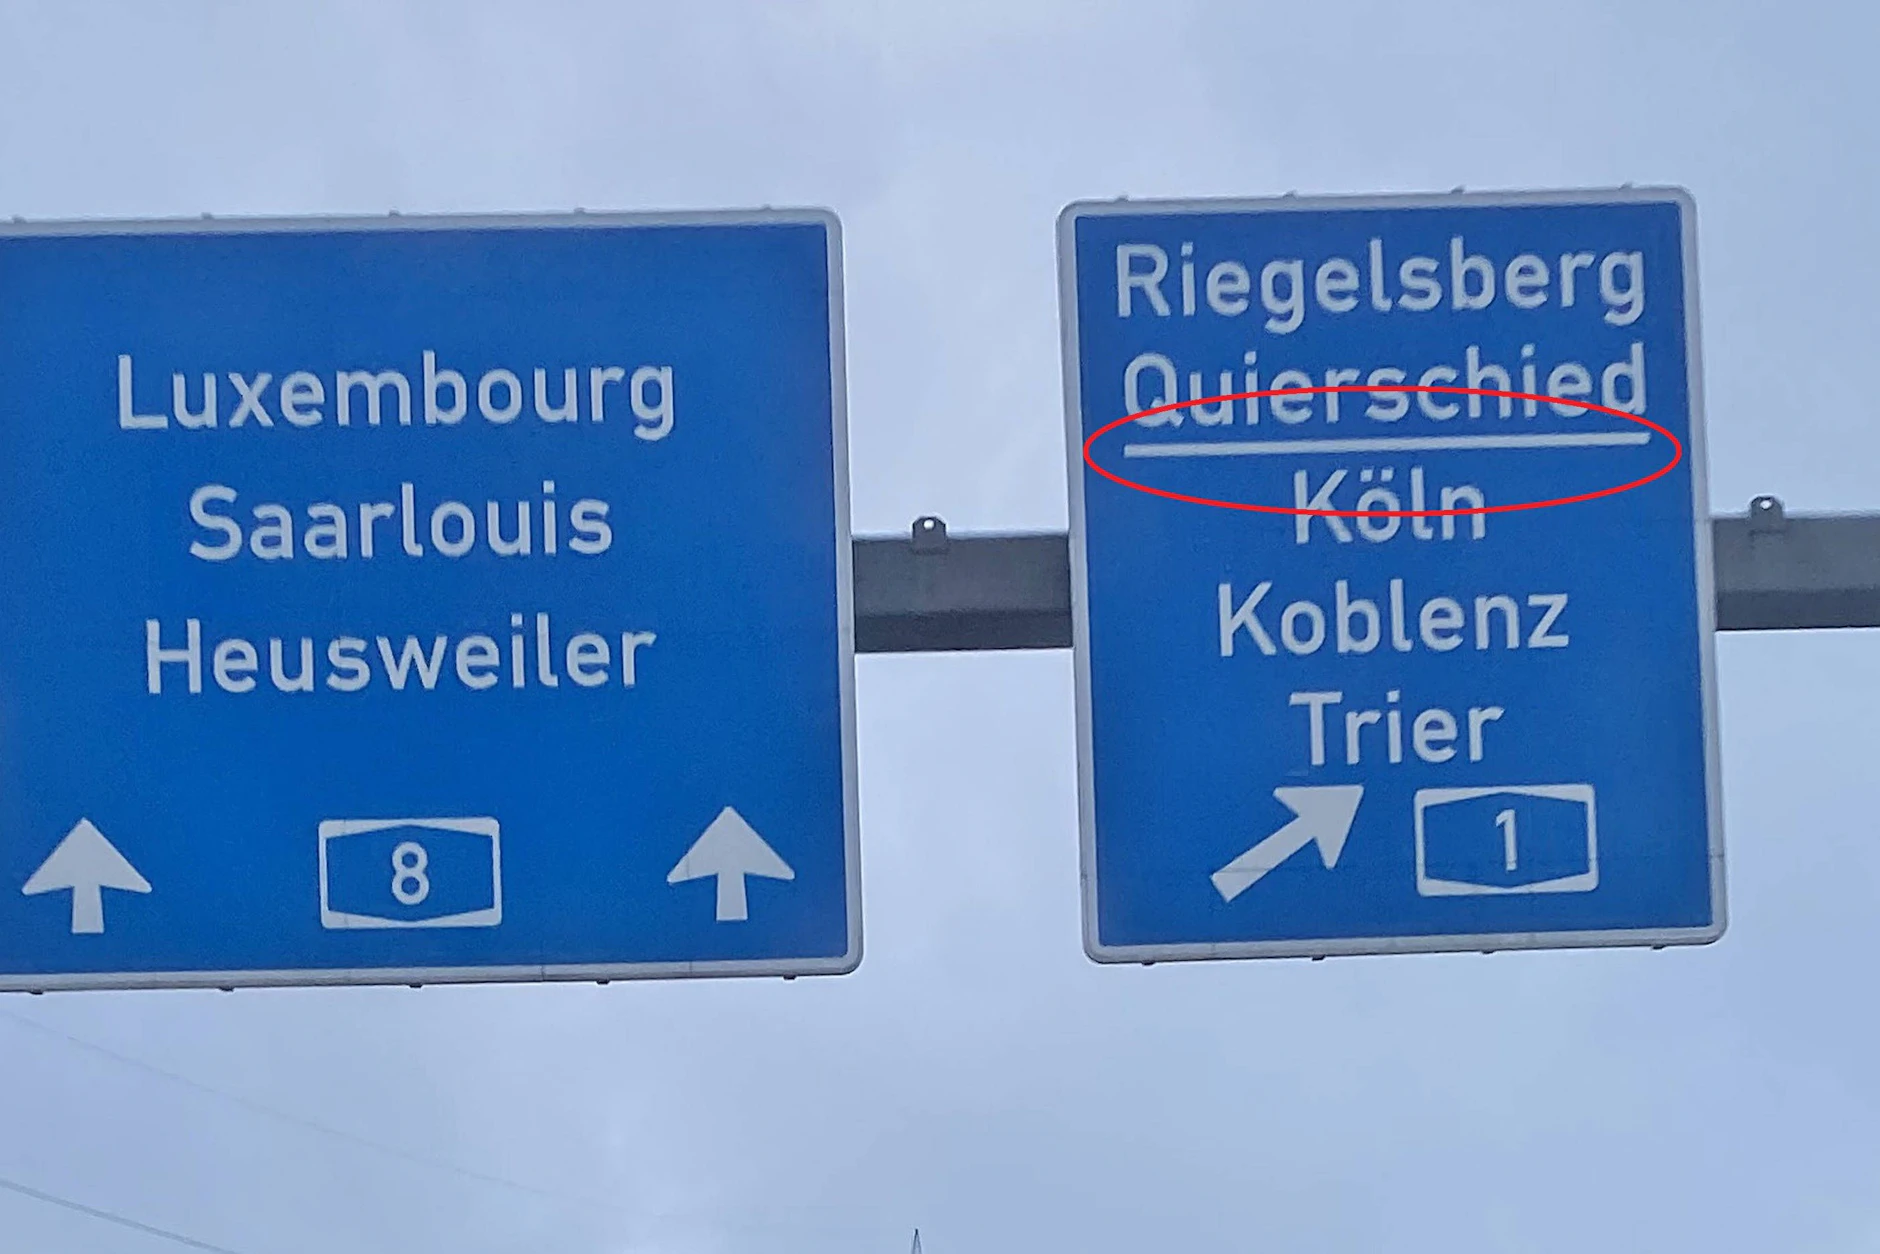 Luxembourg
Saarlouis
Heusweiler
8
Riegelsberg
Quierschied
Köln
Koblenz
Trier
1